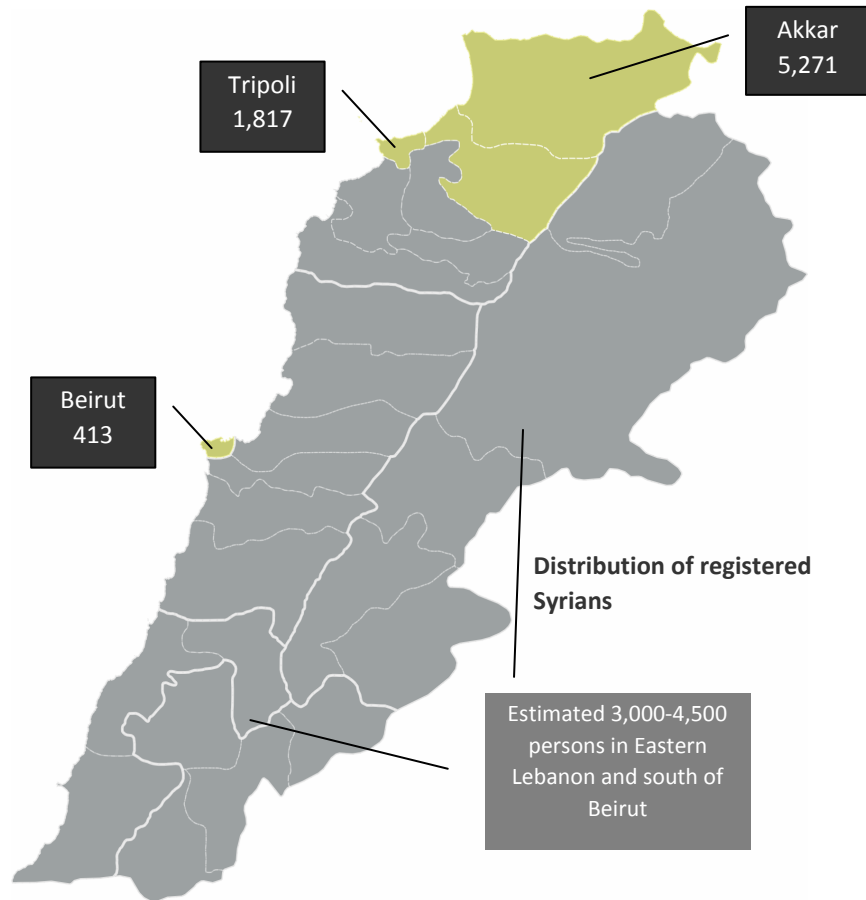 Akkar
5,271
Tripoli
1,817
Beirut
413
Distribution of registered
Syrians
Estimated 3,000-4,500
persons in Eastern
Lebanon and south of
Beirut